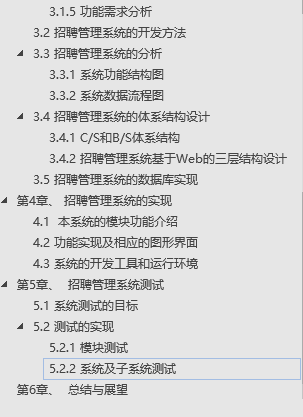 3.1.5 功能需求分析
3.2 招聘管理系统的开发方法
3.3 招聘管理系统的分析
3.3.1 系统功能结构图
3.3.2 系统数据流程图
3.4 招聘管理系统的体系结构设计
3.4.1 C/S和B/S体系结构
3.4.2 招聘管理系统基于Web的三层结构设计
3.5 招聘管理系统的数据库实现
第4章、 招聘管理系统的实现
4.1 本系统的模块功能介绍
4.2 功能实现及相应的图形界面
4.3 系统的开发工具和运行环境
第5章、 招聘管理系统测试
5.1 系统测试的目标
5.2 测试的实现
5.2.1 模块测试
5.2.2 系统及子系统测试
第6章、 总结与展望